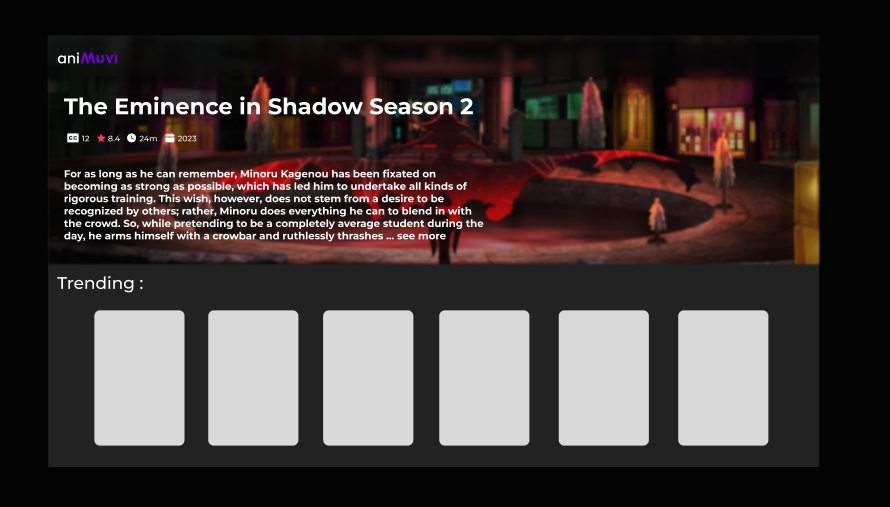 aniMuvi
The Eminence in Shadow Season 2
CC 12 8.4 24m 2023
For as long as he can remember, Minoru Kagenou has been fixated on
becoming as strong as possible, which has led him to undertake all kinds of
rigorous training. This wish, however, does not stem from a desire to be
recognized by others; rather, Minoru does everything he can to blend in with
the crowd. So, while pretending to be a completely average student during the
day, he arms himself with a crowbar and ruthlessly thrashes ... see more
Trending :